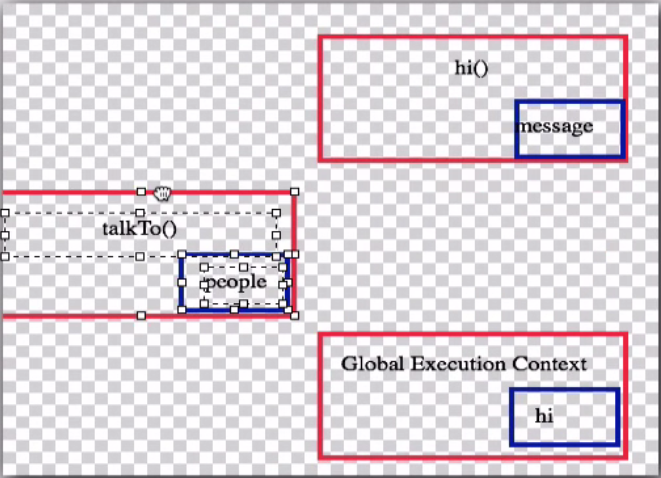 hi()
message
talkTo()
people
Global Execution Context
hi